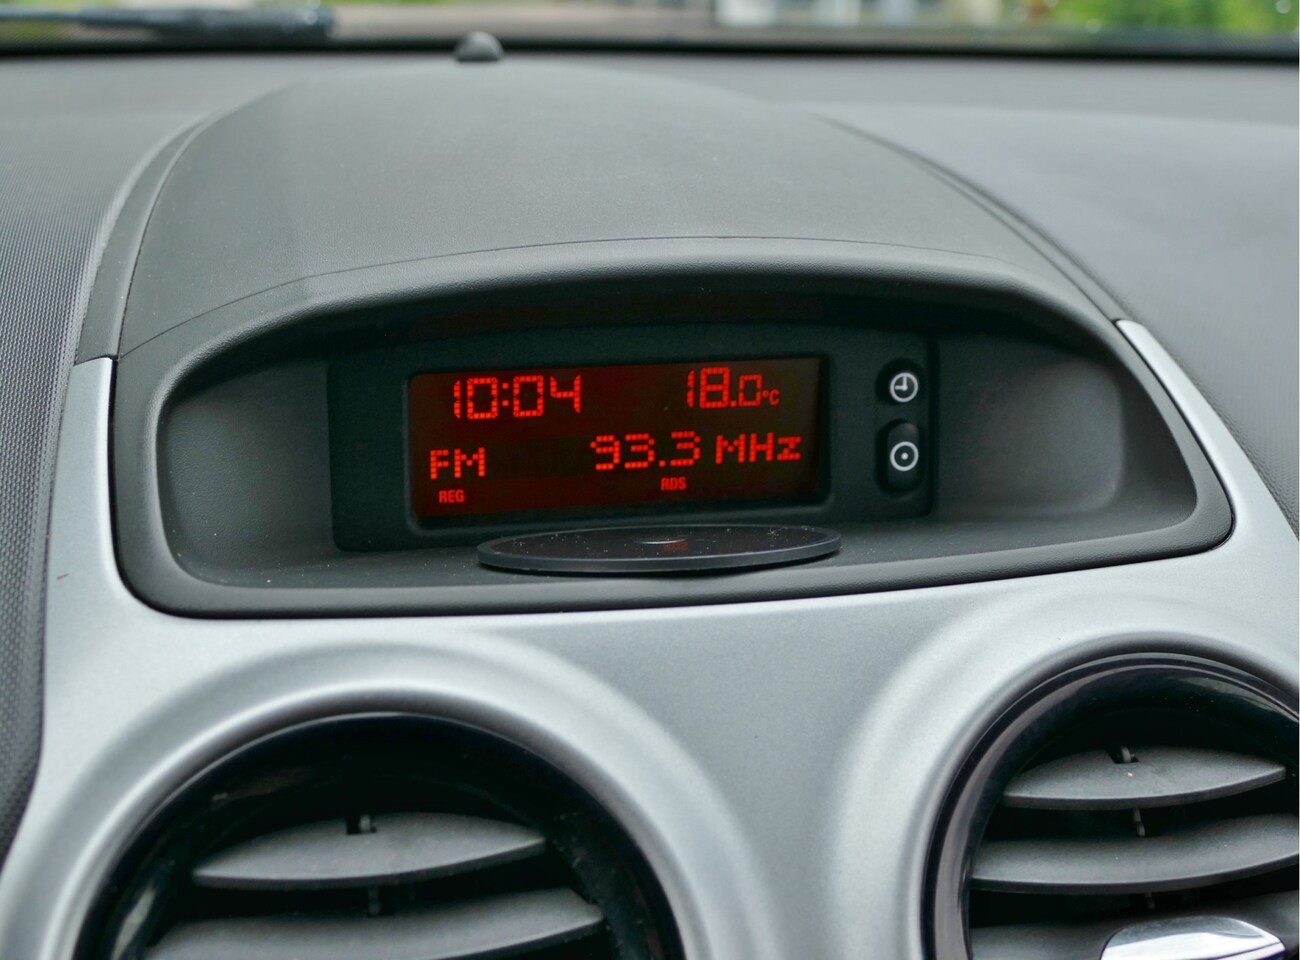 10:04 18.0°C
FM 93.3 MHz
REG RDS